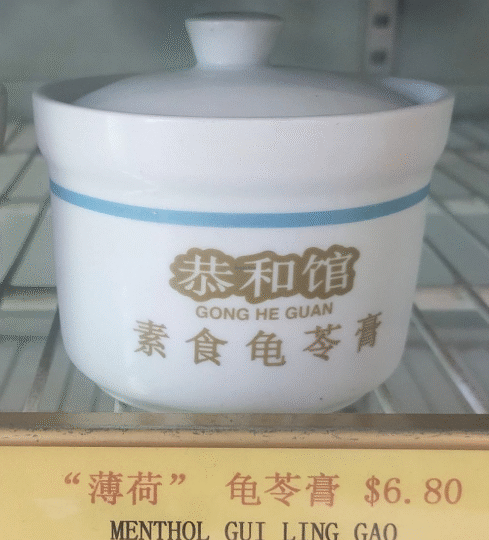 恭和馆
GONG HE GUAN
素食龟苓膏
“薄荷” 龟苓膏 $6.80
MENTHOL GUI LING GAO